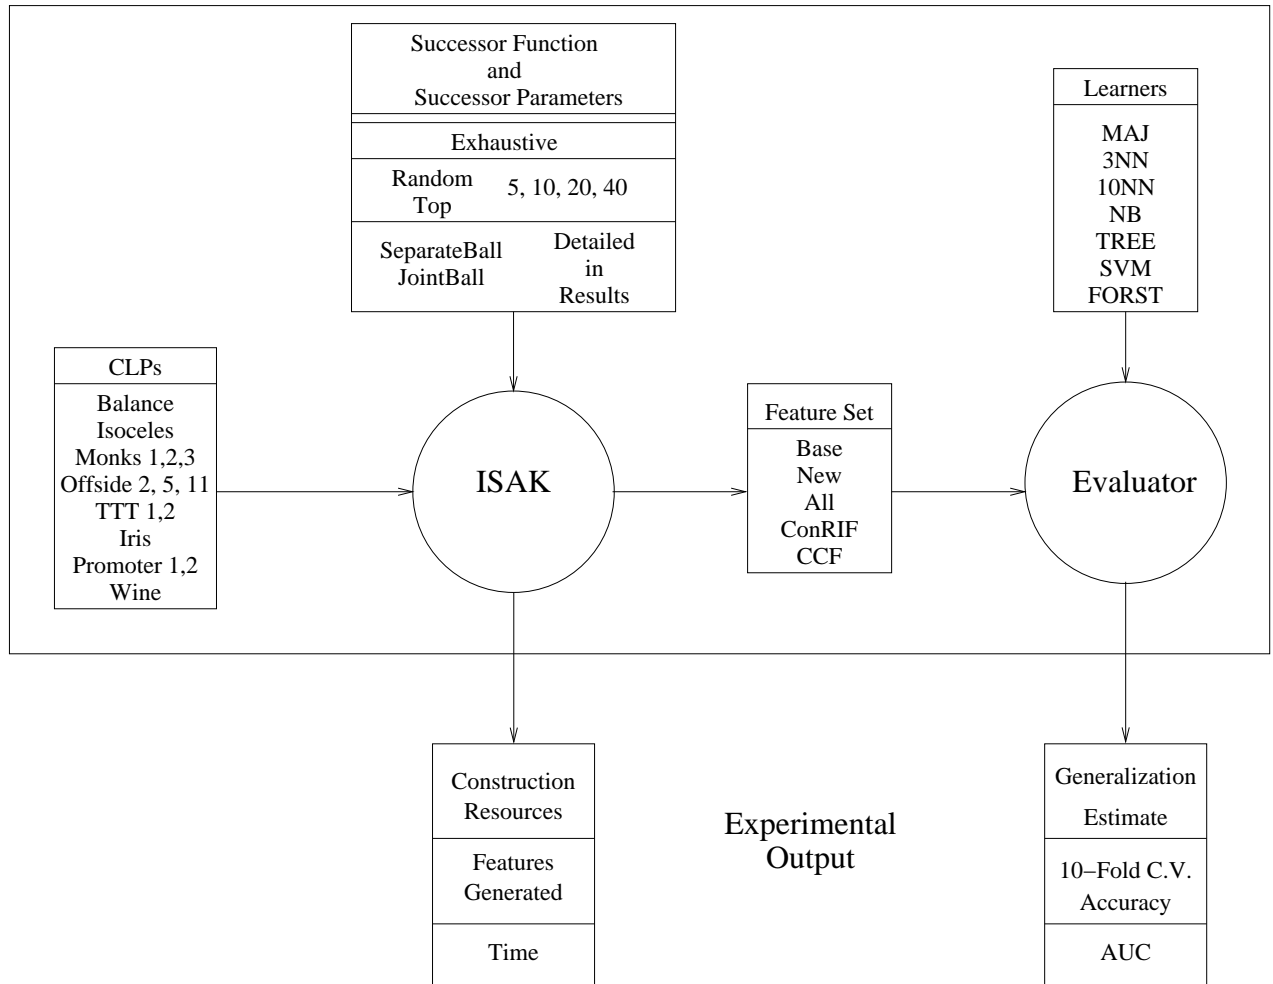 Successor Function
and
Successor Parameters
Exhaustive
Random
Top
5, 10, 20, 40
SeparateBall
JointBall
Detailed
in
Results
Learners
MAJ
3NN
10NN
NB
TREE
SVM
FORST
CLPs
Balance
Isoceles
Monks 1,2,3
Offside 2, 5, 11
TTT 1,2
Iris
Promoter 1,2
Wine
ISAK
Feature Set
Base
New
All
ConRIF
CCF
Evaluator
Construction
Resources
Features
Generated
Time
Experimental
Output
Generalization
Estimate
10−Fold C.V.
Accuracy
AUC